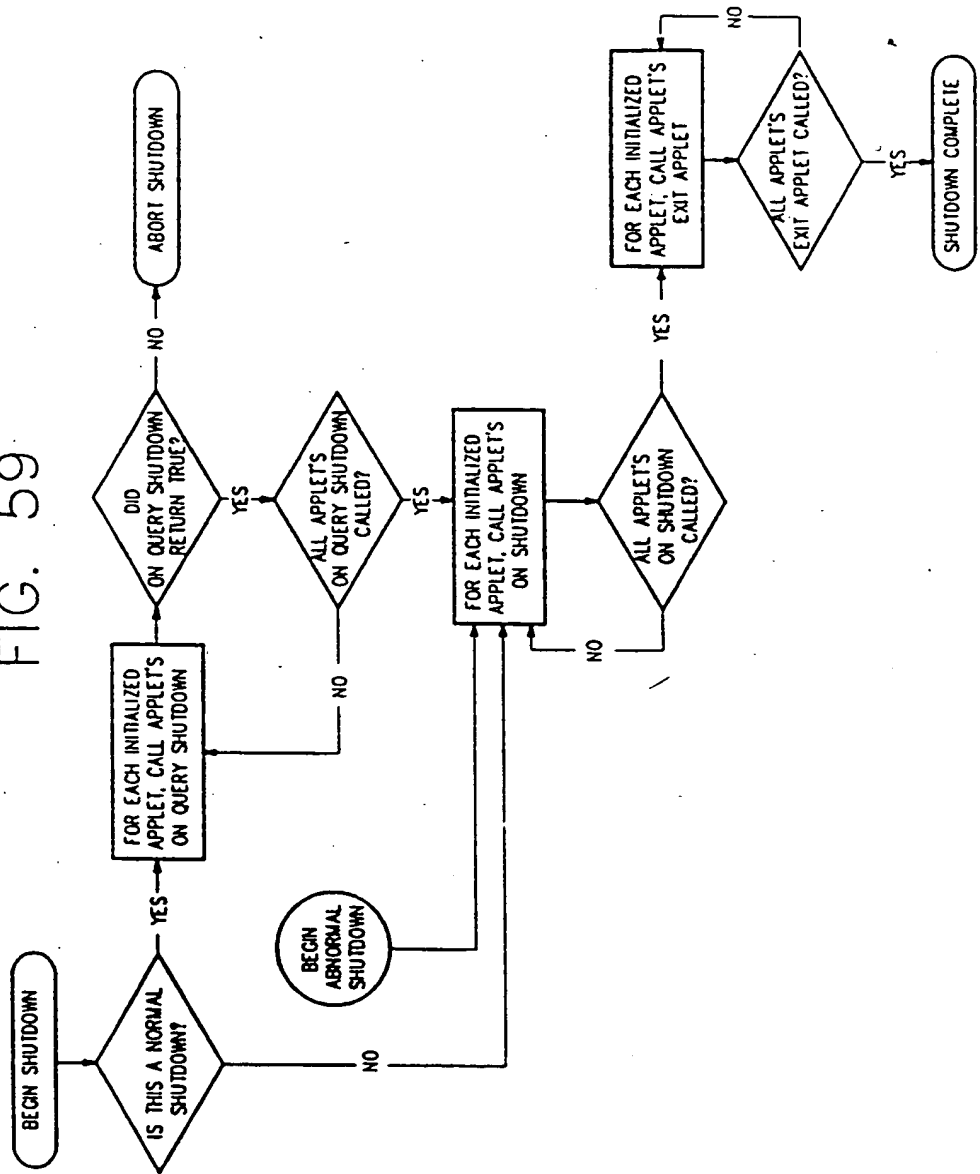 FIG. 59
BEGIN SHUTDOWN
IS THIS A NORMAL
SHUTDOWN?
YES
NO
FOR EACH INITIALIZED
APPLET, CALL APPLET'S
ON QUERY SHUTDOWN
DID
ON QUERY SHUTDOWN
RETURN TRUE?
NO
ABORT SHUTDOWN
YES
ALL APPLET'S
ON QUERY SHUTDOWN
CALLED?
NO
YES
BEGIN
ABNORMAL
SHUTDOWN
FOR EACH INITIALIZED
APPLET, CALL APPLET'S
ON SHUTDOWN
ALL APPLET'S
ON SHUTDOWN
CALLED?
NO
YES
FOR EACH INITIALIZED
APPLET, CALL APPLET'S
EXIT APPLET
ALL APPLET'S
EXIT APPLET CALLED?
NO
YES
SHUTDOWN COMPLETE